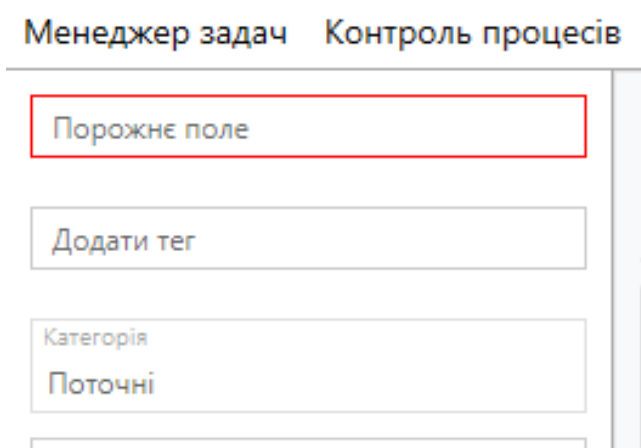 Менеджер задач Контроль процесів
Порожнє поле
Додати тег
Категорія
Поточні